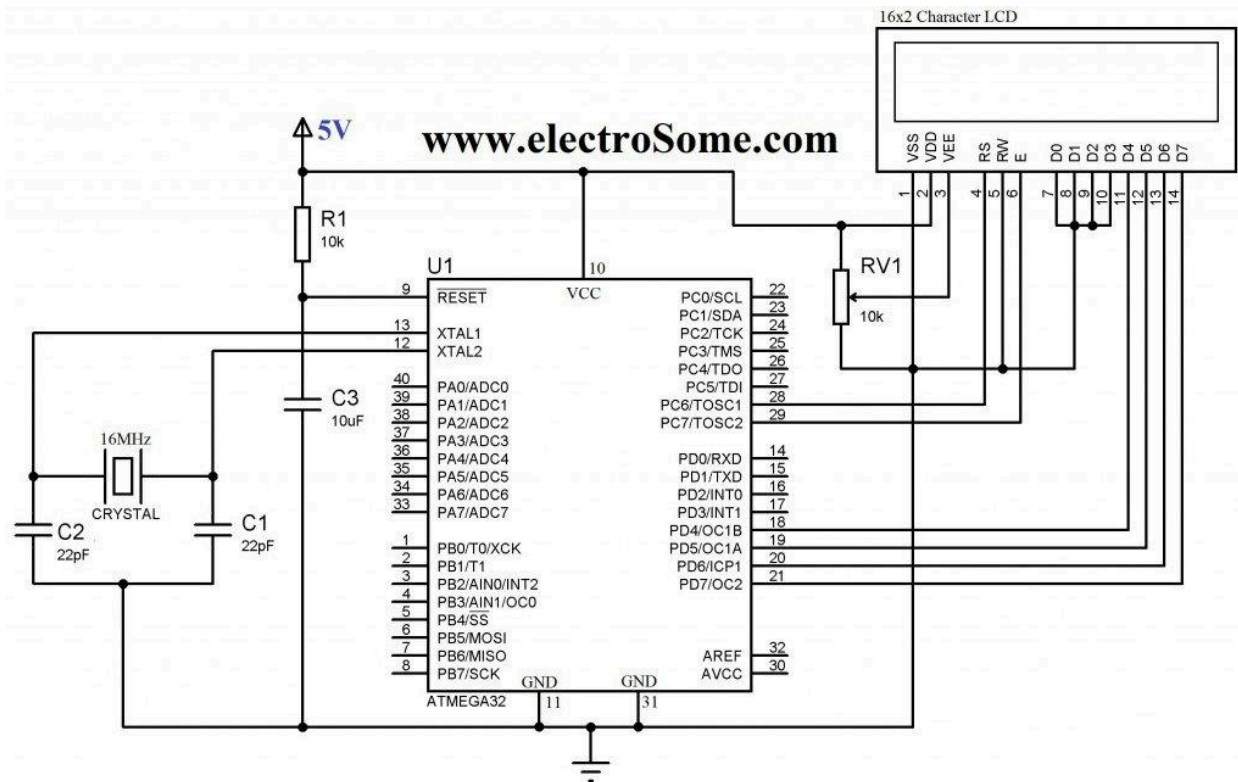 16x2 Character LCD
5V
www.electroSome.com
VSS
VDD
VEE
RS
RW
E
D0
D1
D2
D3
D4
D5
D6
D7
1
2
3
4
5
6
7
8
9
10
11
12
13
14
R1
10k
U1
10
VCC
RV1
10k
9 RESET
13 XTAL1
12 XTAL2
40 PA0/ADC0
39 PA1/ADC1
38 PA2/ADC2
37 PA3/ADC3
36 PA4/ADC4
35 PA5/ADC5
34 PA6/ADC6
33 PA7/ADC7
1 PB0/T0/XCK
2 PB1/T1
3 PB2/AIN0/INT2
4 PB3/AIN1/OC0
5 PB4/SS
6 PB5/MOSI
7 PB6/MISO
8 PB7/SCK
PC0/SCL 22
PC1/SDA 23
PC2/TCK 24
PC3/TMS 25
PC4/TDO 26
PC5/TDI 27
PC6/TOSC1 28
PC7/TOSC2 29
PD0/RXD 14
PD1/TXD 15
PD2/INT0 16
PD3/INT1 17
PD4/OC1B 18
PD5/OC1A 19
PD6/ICP1 20
PD7/OC2 21
AREF 32
AVCC 30
C3
10uF
16MHz
CRYSTAL
C2
22pF
C1
22pF
GND
GND
ATMEGA32
11
31